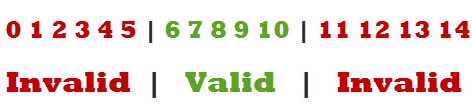 0 1 2 3 4 5 | 6 7 8 9 10 | 11 12 13 14
Invalid | Valid | Invalid